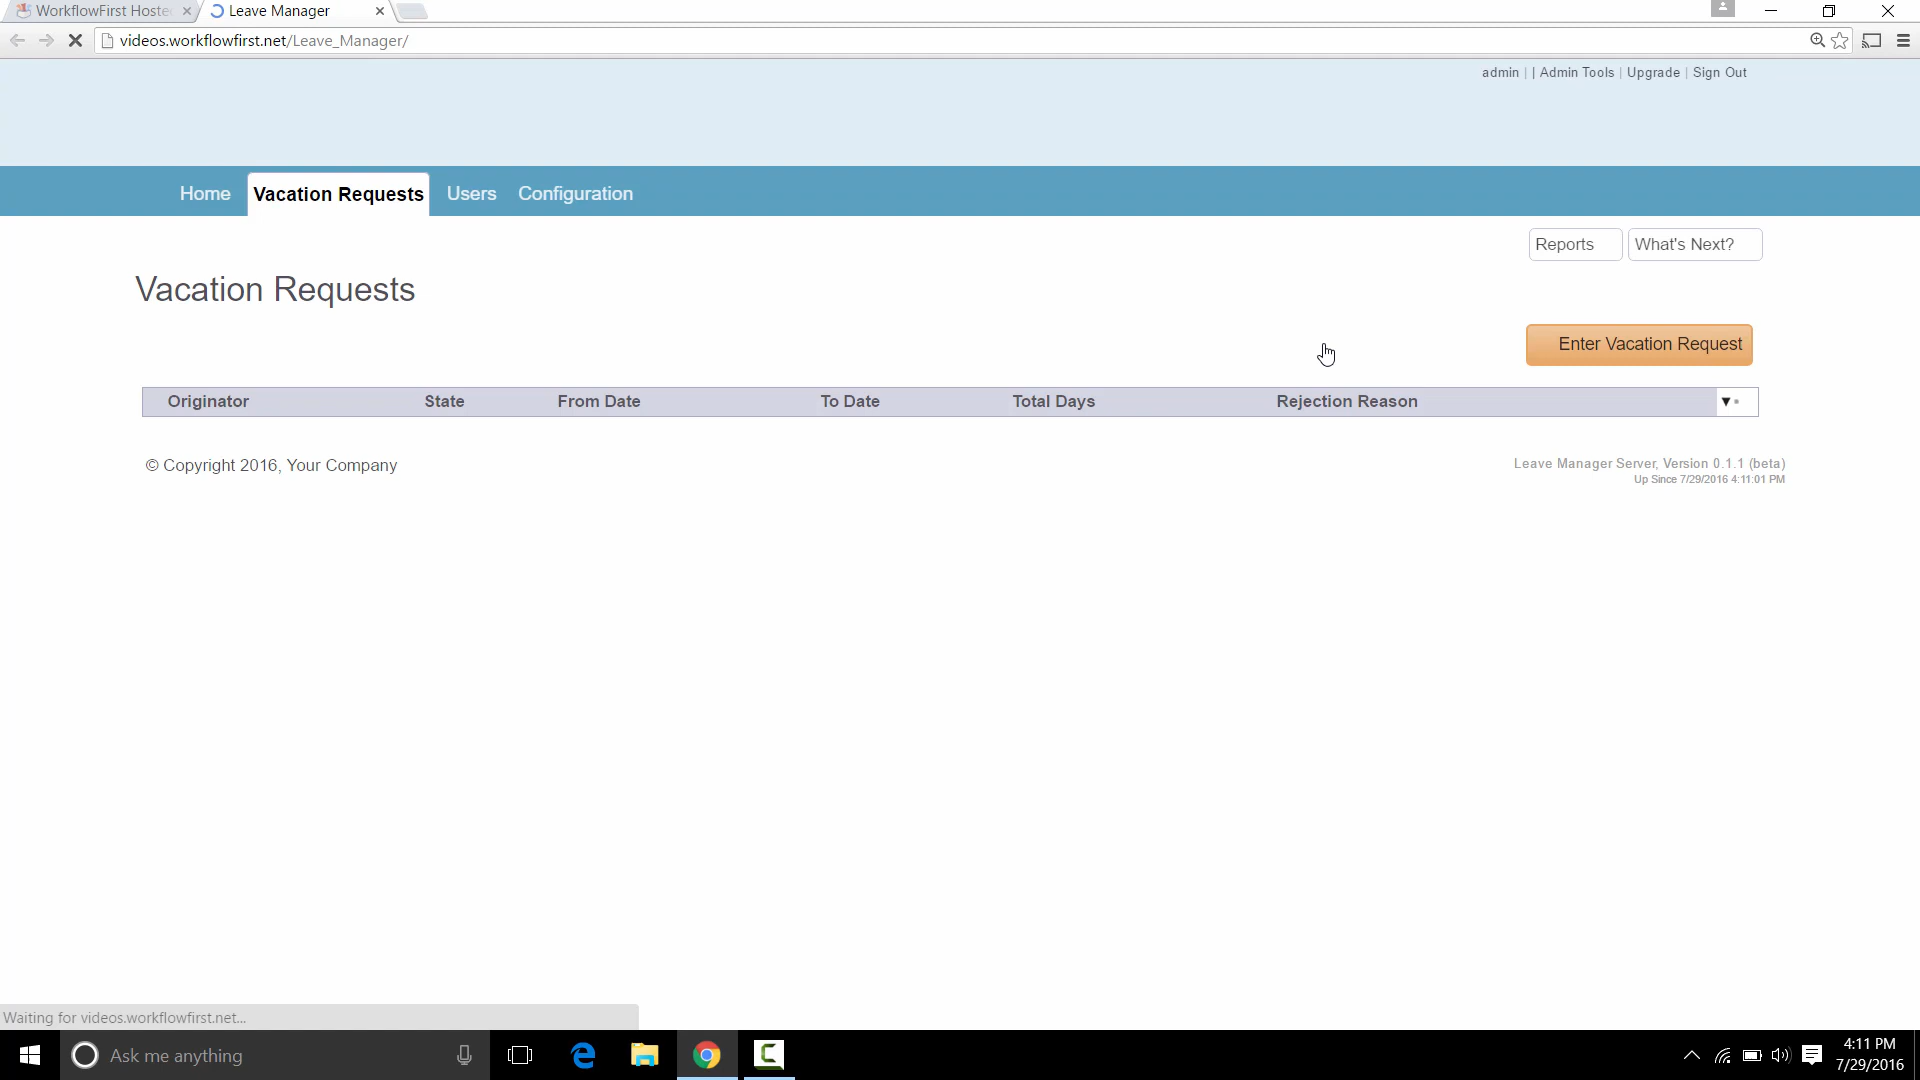 WorkflowFirst Hoste
Leave Manager
videos.workflowfirst.net/Leave_Manager/
admin | | Admin Tools | Upgrade | Sign Out
Home Vacation Requests Users Configuration
Reports What's Next?
Vacation Requests
Enter Vacation Request
Originator State From Date To Date Total Days Rejection Reason
© Copyright 2016, Your Company
Leave Manager Server, Version 0.1.1 (beta)
Up Since 7/29/2016 4:11:01 PM
Waiting for videos.workflowfirst.net...
Ask me anything
4:11 PM
7/29/2016